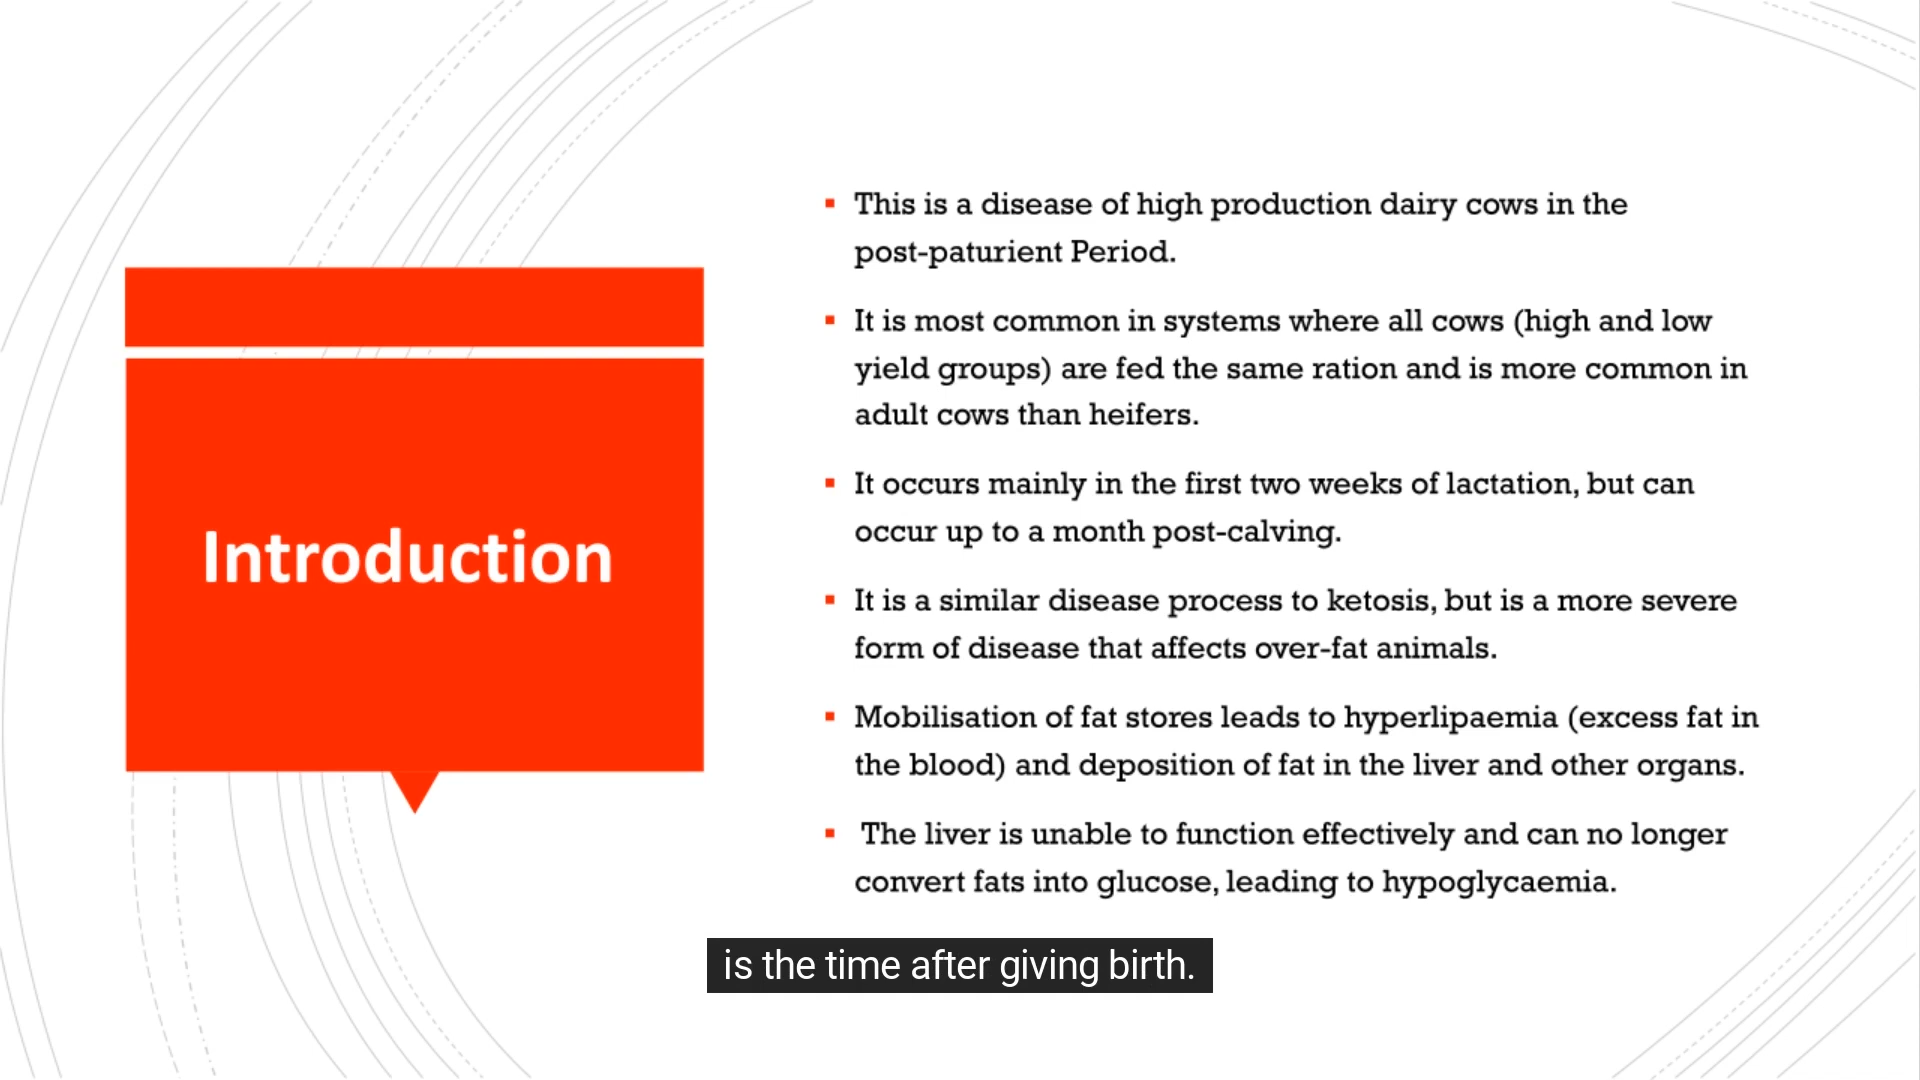 Introduction
This is a disease of high production dairy cows in the
post-paturient Period.
It is most common in systems where all cows (high and low
yield groups) are fed the same ration and is more common in
adult cows than heifers.
It occurs mainly in the first two weeks of lactation, but can
occur up to a month post-calving.
It is a similar disease process to ketosis, but is a more severe
form of disease that affects over-fat animals.
Mobilisation of fat stores leads to hyperlipaemia (excess fat in
the blood) and deposition of fat in the liver and other organs.
The liver is unable to function effectively and can no longer
convert fats into glucose, leading to hypoglycaemia.
is the time after giving birth.